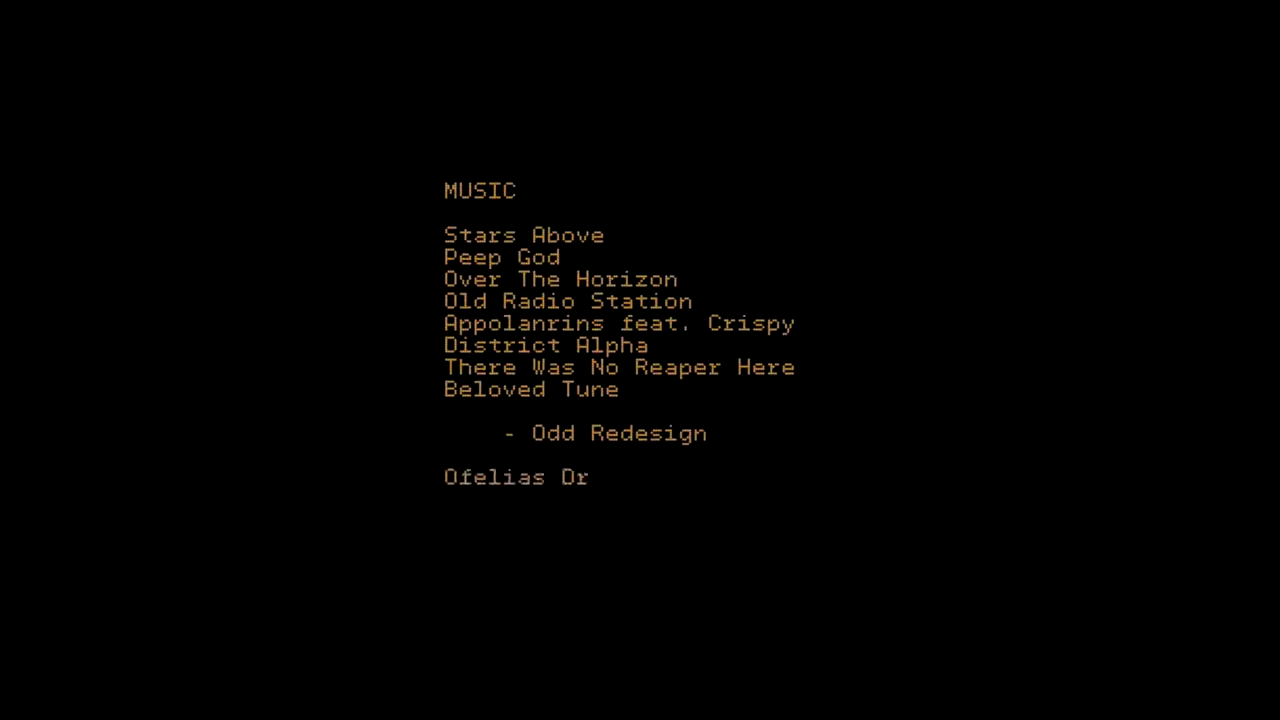 MUSIC
Stars Above
Peep God
Over The Horizon
Old Radio Station
Appolanrins feat. Crispy
District Alpha
There Was No Reaper Here
Beloved Tune
- Odd Redesign
Ofelias Dr